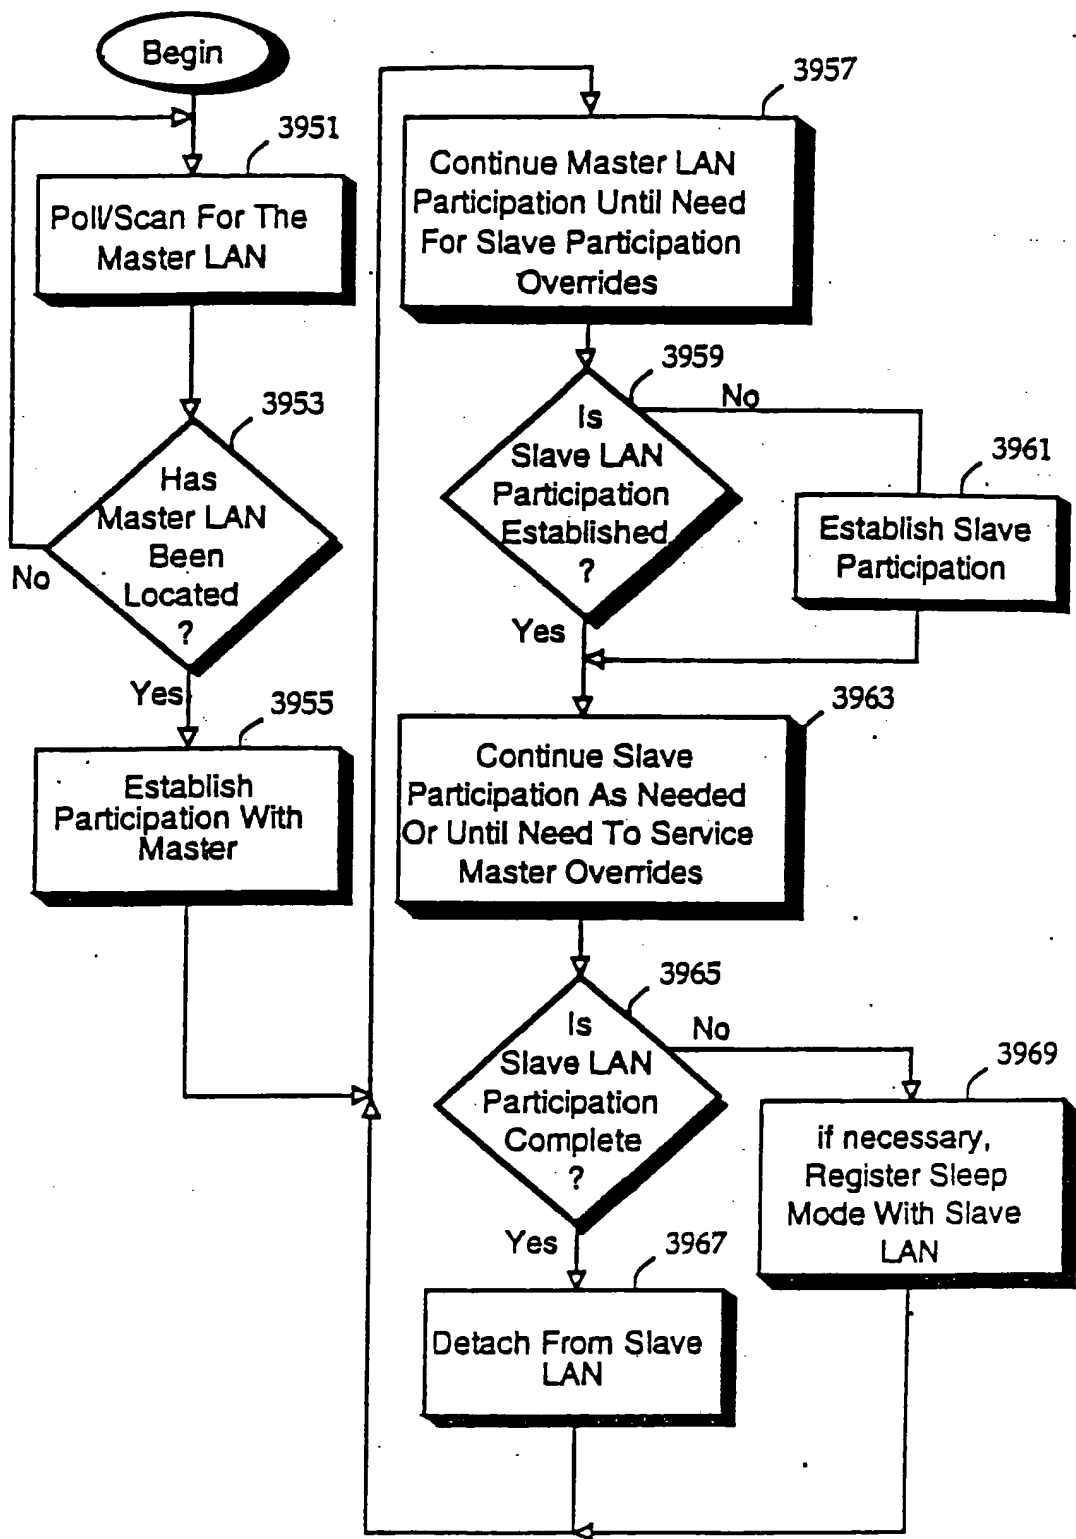 Begin
3951
Poll/Scan For The
Master LAN
3953
Has
Master LAN
Been
Located
?
No
Yes
3955
Establish
Participation With
Master
3957
Continue Master LAN
Participation Until Need
For Slave Participation
Overrides
3959
Is
Slave LAN
Participation
Established
?
No
Yes
3961
Establish Slave
Participation
3963
Continue Slave
Participation As Needed
Or Until Need To Service
Master Overrides
3965
Is
Slave LAN
Participation
Complete
?
No
Yes
3969
if necessary,
Register Sleep
Mode With Slave
LAN
3967
Detach From Slave
LAN